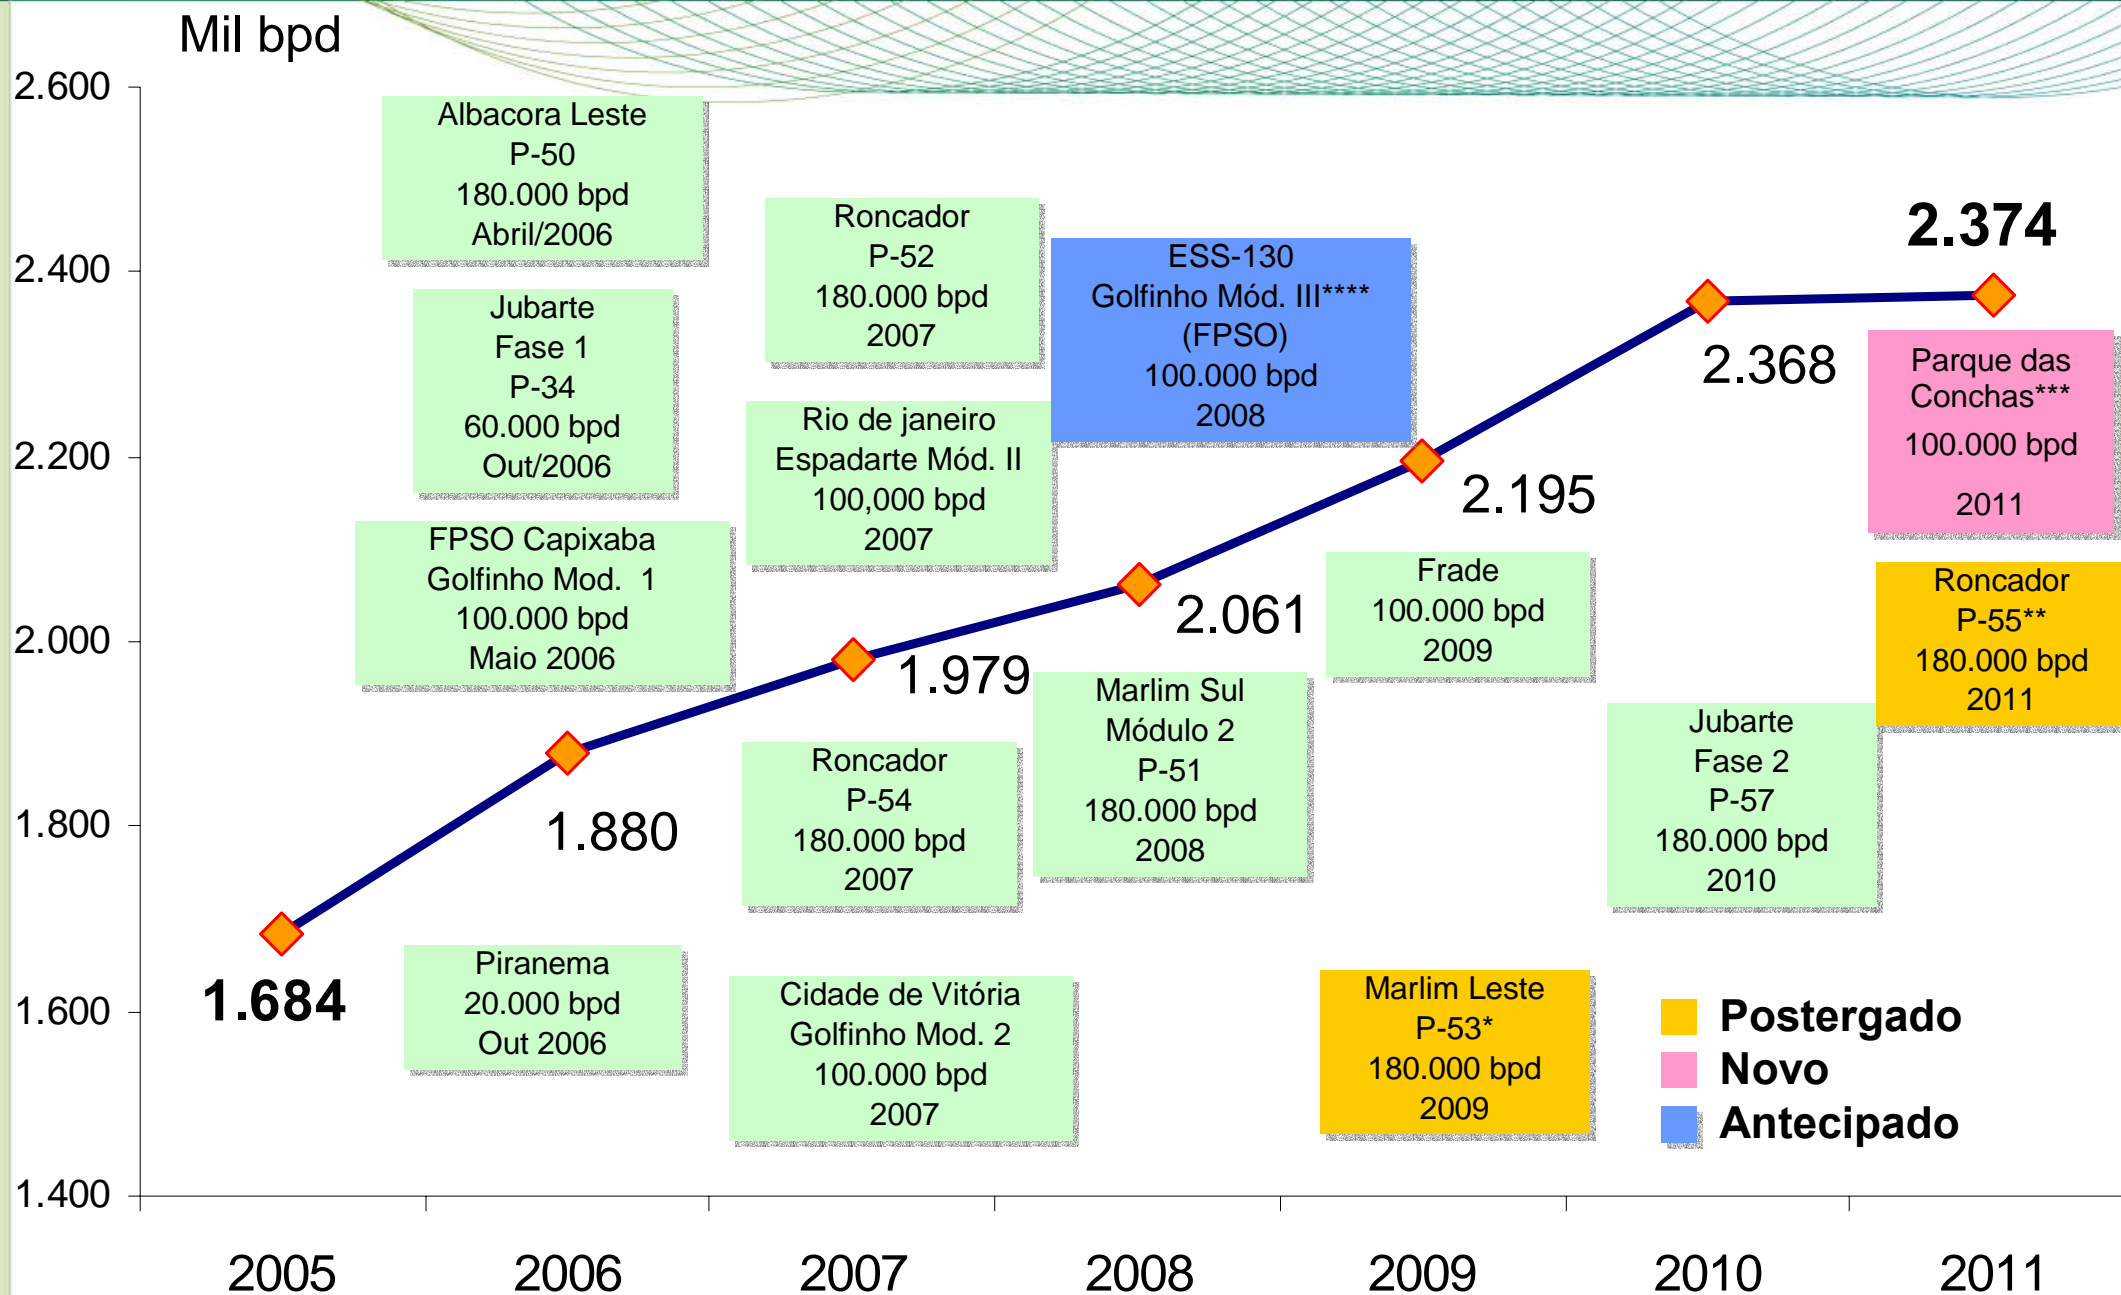 Mil bpd
2.600
2.400
2.200
2.000
1.800
1.600
1.400
Albacora Leste
P-50
180.000 bpd
Abril/2006
Jubarte
Fase 1
P-34
60.000 bpd
Out/2006
FPSO Capixaba
Golfinho Mod. 1
100.000 bpd
Maio 2006
Piranema
20.000 bpd
Out 2006
Roncador
P-52
180.000 bpd
2007
Rio de janeiro
Espadarte Mód. II
100,000 bpd
2007
Roncador
P-54
180.000 bpd
2007
Cidade de Vitória
Golfinho Mod. 2
100.000 bpd
2007
ESS-130
Golfinho Mód. III****
(FPSO)
100.000 bpd
2008
Marlim Sul
Módulo 2
P-51
180.000 bpd
2008
Frade
100.000 bpd
2009
Marlim Leste
P-53*
180.000 bpd
2009
Jubarte
Fase 2
P-57
180.000 bpd
2010
Parque das
Conchas***
100.000 bpd
2011
Roncador
P-55**
180.000 bpd
2011
1.684
1.880
1.979
2.061
2.195
2.368
2.374
Postergado
Novo
Antecipado
2005
2006
2007
2008
2009
2010
2011